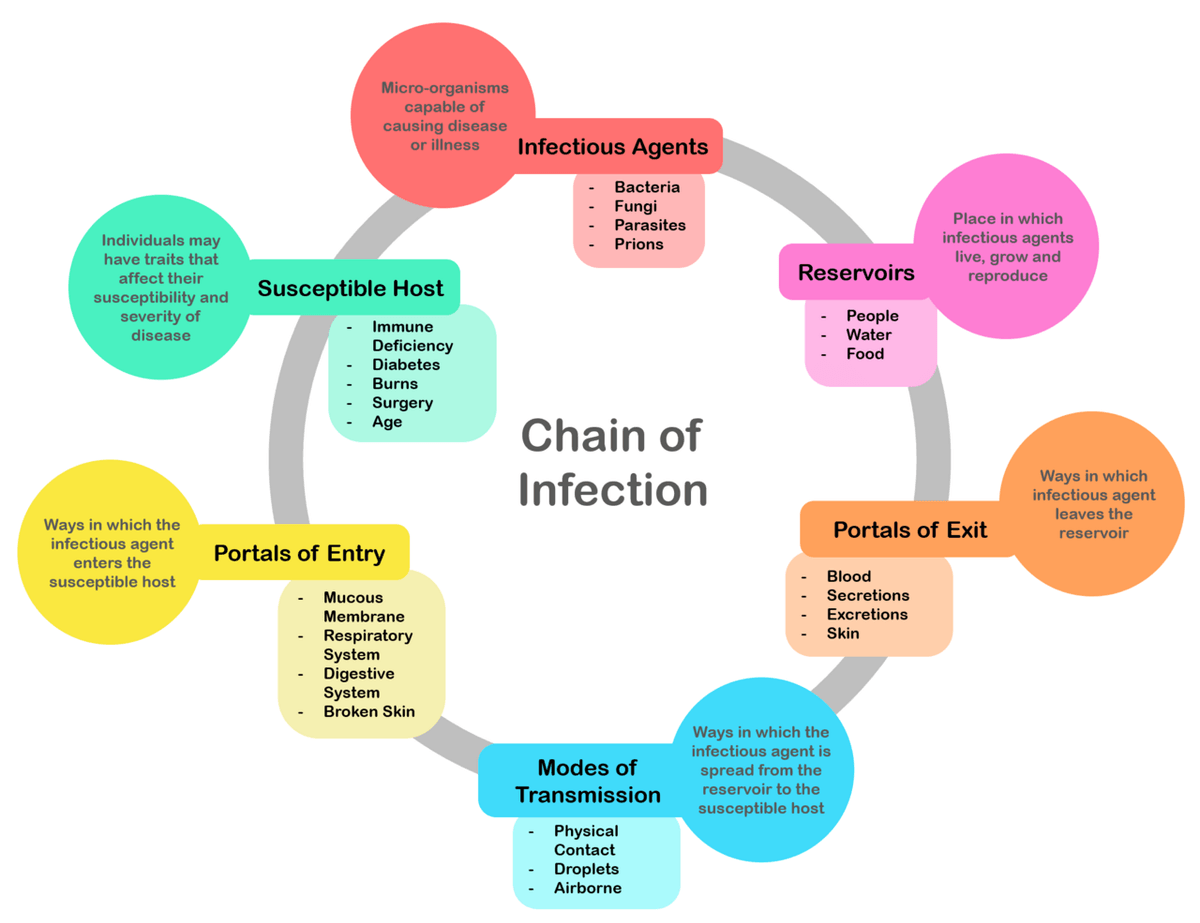 Chain of
Infection
Micro-organisms
capable of
causing disease
or illness
Infectious Agents
- Bacteria
- Fungi
- Parasites
- Prions
Place in which
infectious agents
live, grow and
reproduce
Reservoirs
- People
- Water
- Food
Ways in which
infectious agent
leaves the
reservoir
Portals of Exit
- Blood
- Secretions
- Excretions
- Skin
Ways in which the
infectious agent is
spread from the
reservoir to the
susceptible host
Modes of
Transmission
- Physical
Contact
- Droplets
- Airborne
Ways in which the
infectious agent
enters the
susceptible host
Portals of Entry
- Mucous
Membrane
- Respiratory
System
- Digestive
System
- Broken Skin
Individuals may
have traits that
affect their
susceptibility and
severity of
disease
Susceptible Host
- Immune
Deficiency
- Diabetes
- Burns
- Surgery
- Age